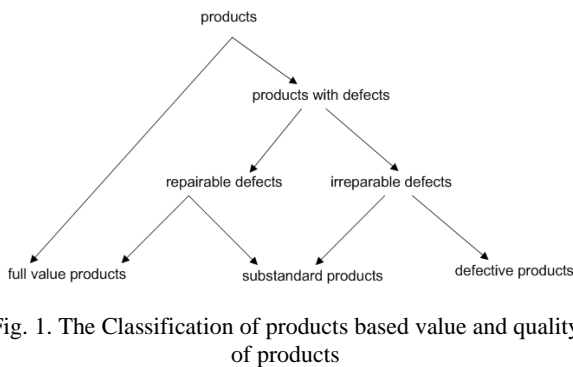 products
products with defects
repairable defects
irreparable defects
full value products
substandard products
defective products
ig. 1. The Classification of products based value and quality
of products